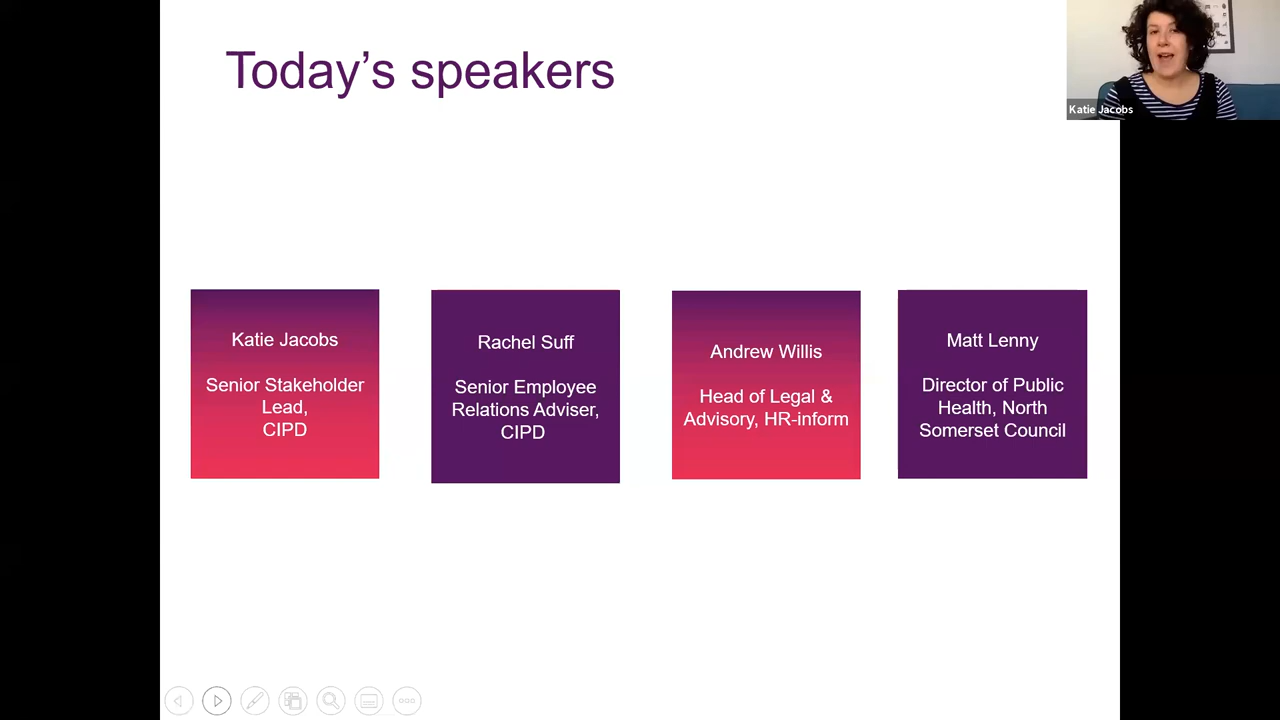 Today's speakers
Katie Jacobs
Katie Jacobs
Senior Stakeholder
Lead,
CIPD
Rachel Suff
Senior Employee
Relations Adviser,
CIPD
Andrew Willis
Head of Legal &
Advisory, HR-inform
Matt Lenny
Director of Public
Health, North
Somerset Council